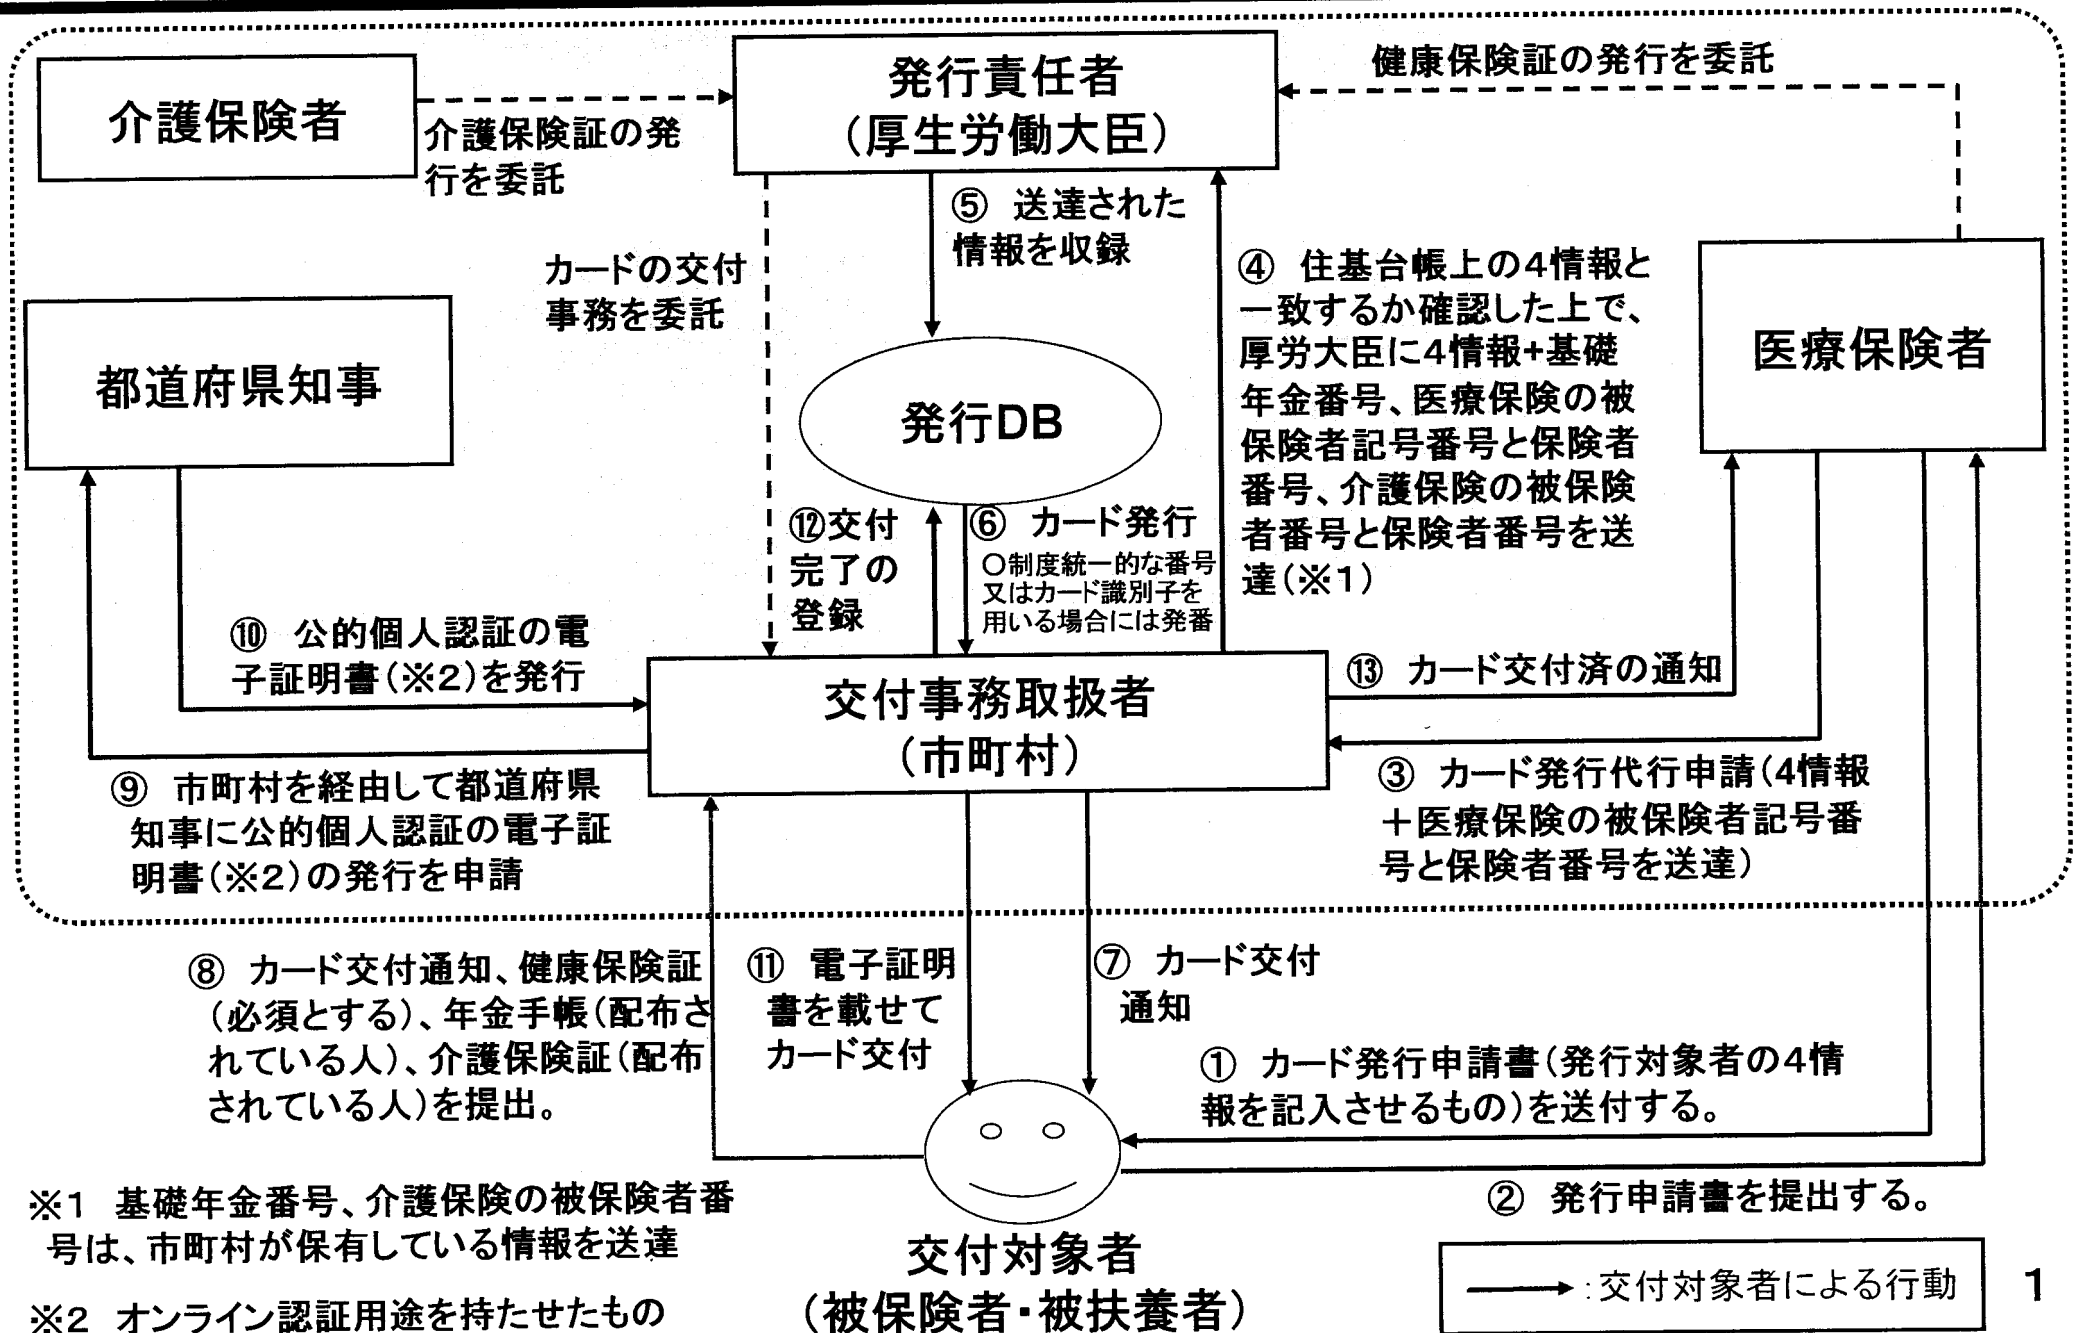 介護保険者
介護保険証の発
行を委託
発行責任者
（厚生労働大臣）
健康保険証の発行を委託
⑤ 送達された
情報を収録
カードの交付
事務を委託
④ 住基台帳上の4情報と
一致するか確認した上で、
厚労大臣に4情報+基礎
年金番号、医療保険の被
保険者記号番号と保険者
番号、介護保険の被保険
者番号と保険者番号を送
達（※1）
都道府県知事
発行DB
医療保険者
⑫交付
完了の
登録
⑥ カード発行
○制度統一的な番号
又はカード識別子を
用いる場合には発番
⑩ 公的個人認証の電
子証明書（※2）を発行
交付事務取扱者
（市町村）
⑬ カード交付済の通知
⑨ 市町村を経由して都道府県
知事に公的個人認証の電子証
明書（※2）の発行を申請
③ カード発行代行申請（4情報
＋医療保険の被保険者記号番
号と保険者番号を送達）
⑧ カード交付通知、健康保険証
（必須とする）、年金手帳（配布さ
れている人）、介護保険証（配布
されている人）を提出。
⑪ 電子証明
書を載せて
カード交付
⑦ カード交付
通知
① カード発行申請書（発行対象者の4情
報を記入させるもの）を送付する。
② 発行申請書を提出する。
※1 基礎年金番号、介護保険の被保険者番
号は、市町村が保有している情報を送達
※2 オンライン認証用途を持たせたもの
交付対象者
（被保険者・被扶養者）
:交付対象者による行動
1